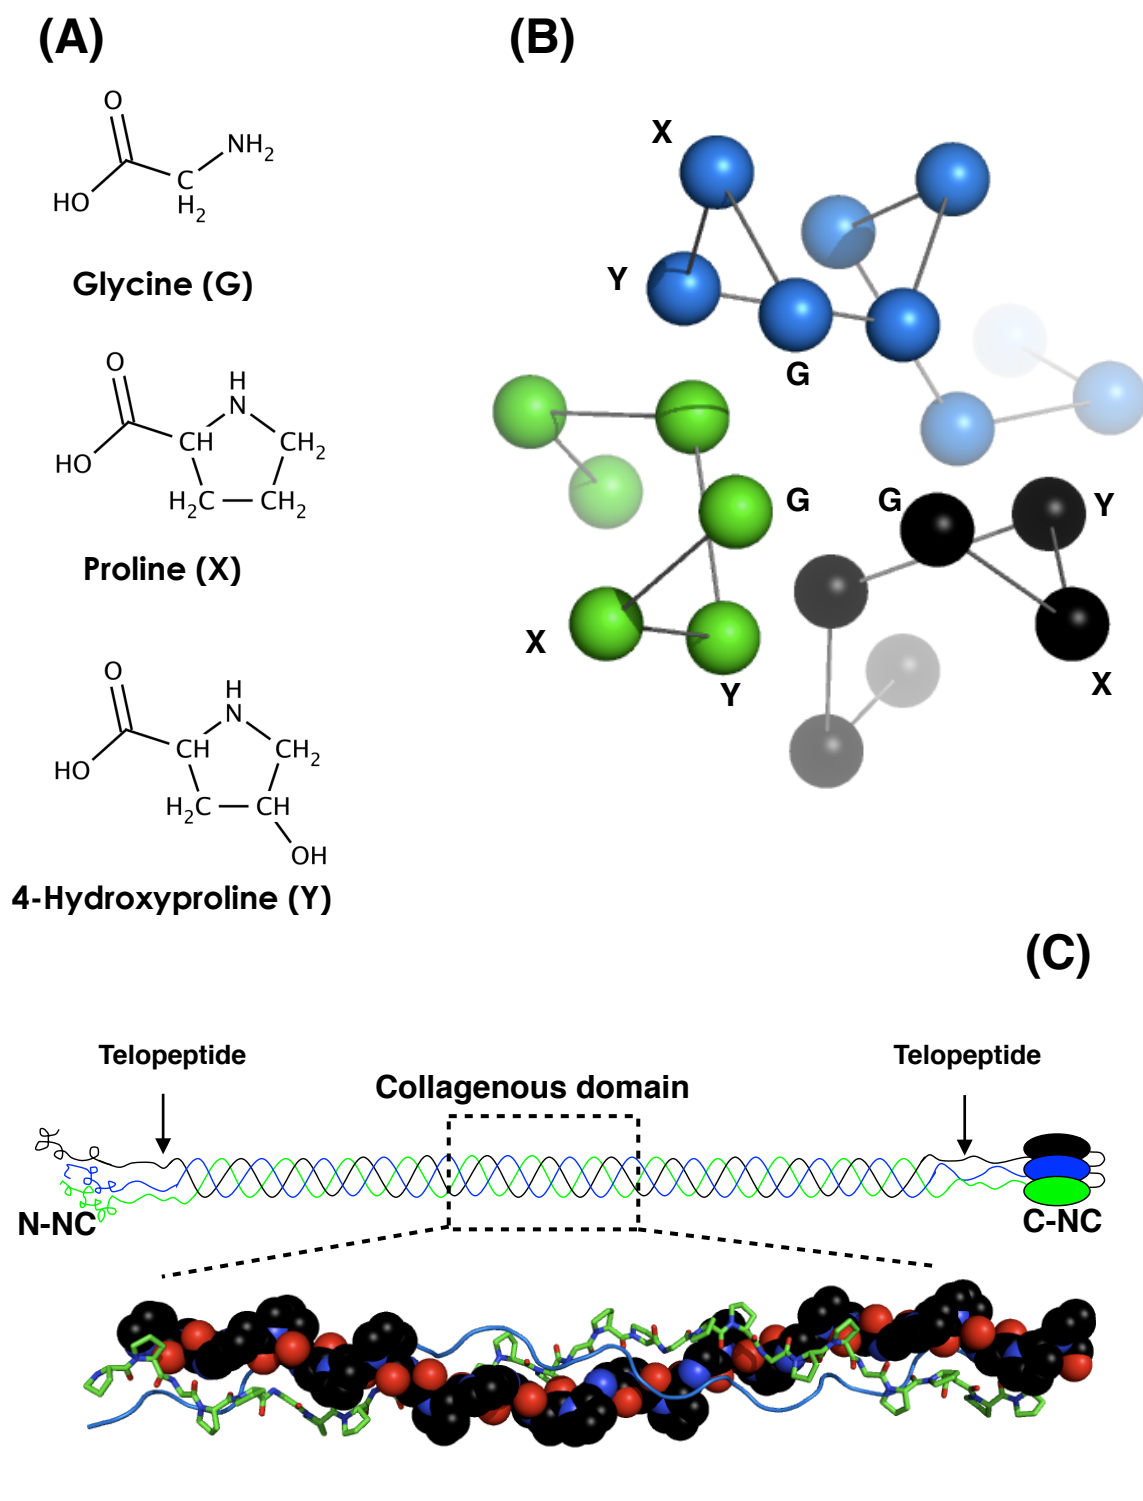 (A)
O
NH2
C
HO
H2
Glycine (G)
O
H
N
CH
CH2
HO
H2C
CH2
Proline (X)
O
H
N
CH
CH2
HO
H2C
CH
OH
4-Hydroxyproline (Y)
(B)
X
Y
G
G
G
Y
X
Y
X
(C)
Telopeptide
Telopeptide
Collagenous domain
N-NC
C-NC